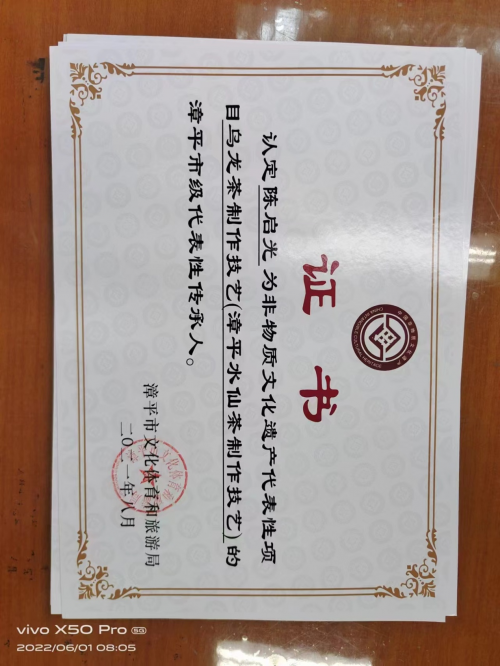 证书
认定陈启光为非物质文化遗产代表性项
目乌龙茶制作技艺(漳平水仙茶制作技艺)的
漳平市级代表性传承人。
漳平市文化体育和旅游局
二〇二一年八月
vivo X50 Pro 5G
2022/06/01 08:05